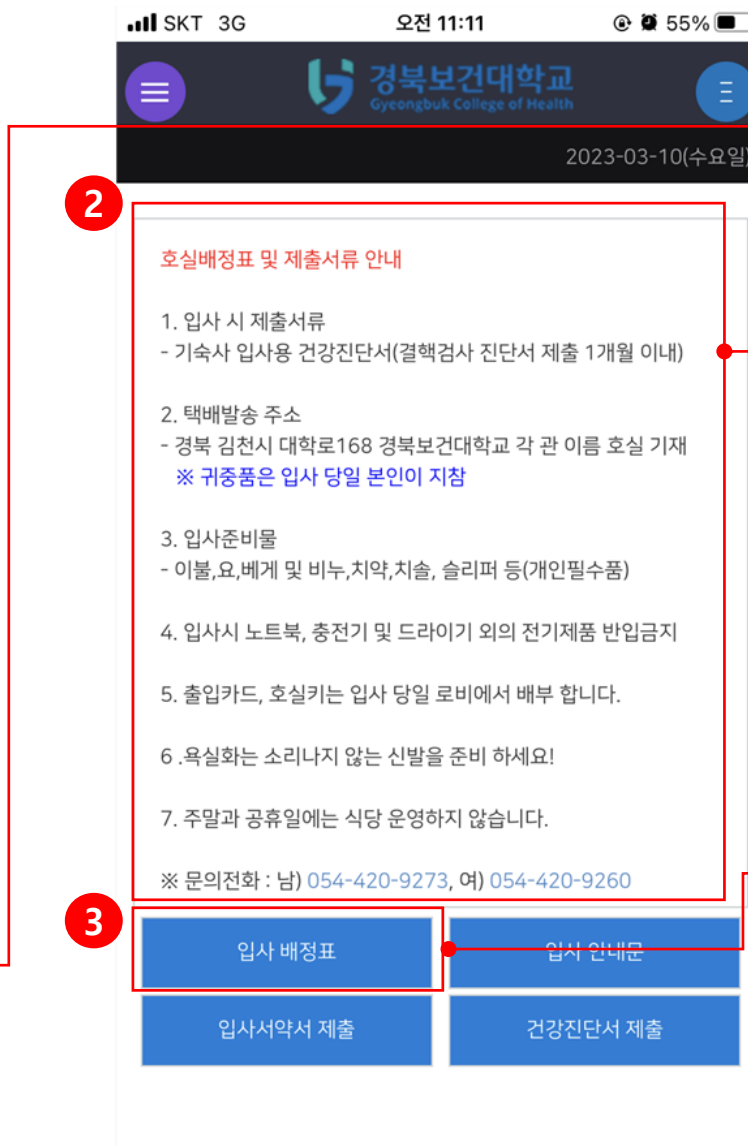 SKT 3G 오전 11:11 55%
경북보건대학교
Gyeongbuk College of Health
2023-03-10(수요일)
2
호실배정표 및 제출서류 안내
1. 입사 시 제출서류
- 기숙사 입사용 건강진단서(결핵검사 진단서 제출 1개월 이내)
2. 택배발송 주소
- 경북 김천시 대학로168 경북보건대학교 각 관 이름 호실 기재
※ 귀중품은 입사 당일 본인이 지참
3. 입사준비물
- 이불,요,베게 및 비누,치약,치솔, 슬리퍼 등(개인필수품)
4. 입사시 노트북, 충전기 및 드라이기 외의 전기제품 반입금지
5. 출입카드, 호실키는 입사 당일 로비에서 배부 합니다.
6 .욕실화는 소리나지 않는 신발을 준비 하세요!
7. 주말과 공휴일에는 식당 운영하지 않습니다.
※ 문의전화 : 남) 054-420-9273, 여) 054-420-9260
3
입사 배정표 입사 안내문
입사서약서 제출 건강진단서 제출